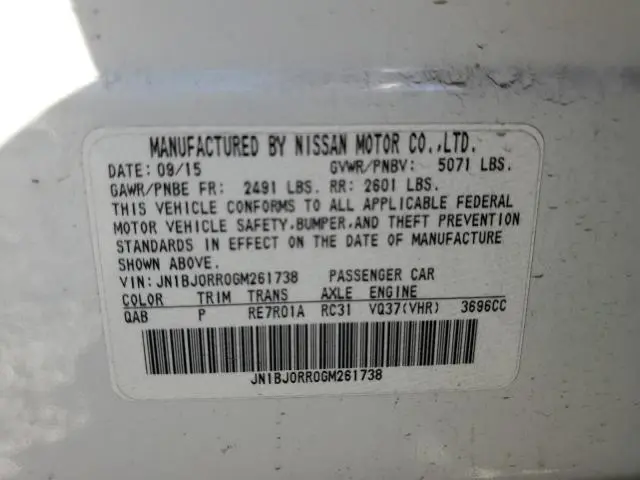 MANUFACTURED BY NISSAN MOTOR CO.,LTD.
DATE: 09/15 GVWR/PNBV: 5071 LBS.
GAWR/PNBE FR: 2491 LBS. RR: 2601 LBS.
THIS VEHICLE CONFORMS TO ALL APPLICABLE FEDERAL
MOTOR VEHICLE SAFETY,BUMPER,AND THEFT PREVENTION
STANDARDS IN EFFECT ON THE DATE OF MANUFACTURE
SHOWN ABOVE.
VIN: JN1BJ0RR0GM261738 PASSENGER CAR
COLOR TRIM TRANS AXLE ENGINE
QAB P RE7R01A RC31 VQ37(VHR) 3696CC
JN1BJ0RR0GM261738